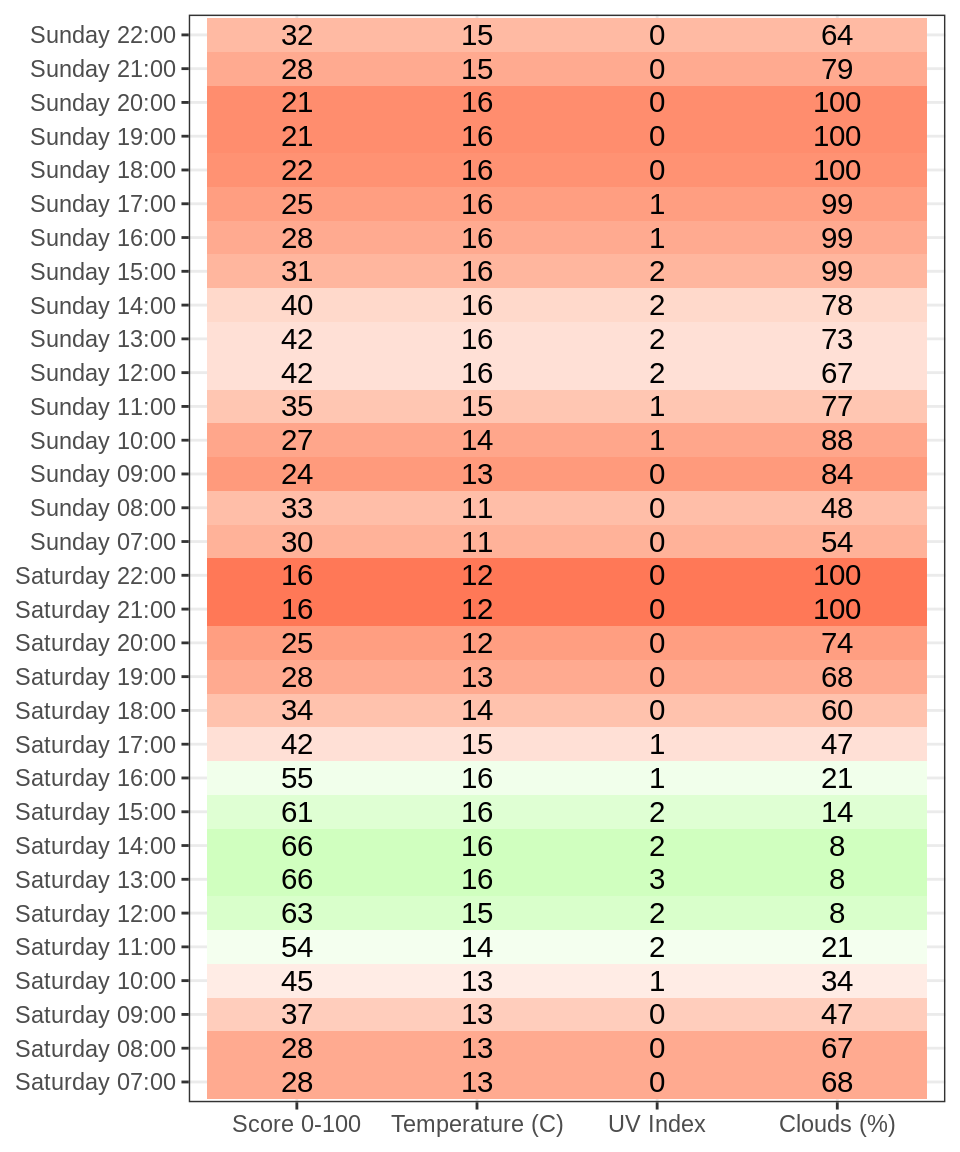 Sunday 22:00 32 15 0 64
Sunday 21:00 28 15 0 79
Sunday 20:00 21 16 0 100
Sunday 19:00 21 16 0 100
Sunday 18:00 22 16 0 100
Sunday 17:00 25 16 1 99
Sunday 16:00 28 16 1 99
Sunday 15:00 31 16 2 99
Sunday 14:00 40 16 2 78
Sunday 13:00 42 16 2 73
Sunday 12:00 42 16 2 67
Sunday 11:00 35 15 1 77
Sunday 10:00 27 14 1 88
Sunday 09:00 24 13 0 84
Sunday 08:00 33 11 0 48
Sunday 07:00 30 11 0 54
Saturday 22:00 16 12 0 100
Saturday 21:00 16 12 0 100
Saturday 20:00 25 12 0 74
Saturday 19:00 28 13 0 68
Saturday 18:00 34 14 0 60
Saturday 17:00 42 15 1 47
Saturday 16:00 55 16 1 21
Saturday 15:00 61 16 2 14
Saturday 14:00 66 16 2 8
Saturday 13:00 66 16 3 8
Saturday 12:00 63 15 2 8
Saturday 11:00 54 14 2 21
Saturday 10:00 45 13 1 34
Saturday 09:00 37 13 0 47
Saturday 08:00 28 13 0 67
Saturday 07:00 28 13 0 68
Score 0-100 Temperature (C) UV Index Clouds (%)